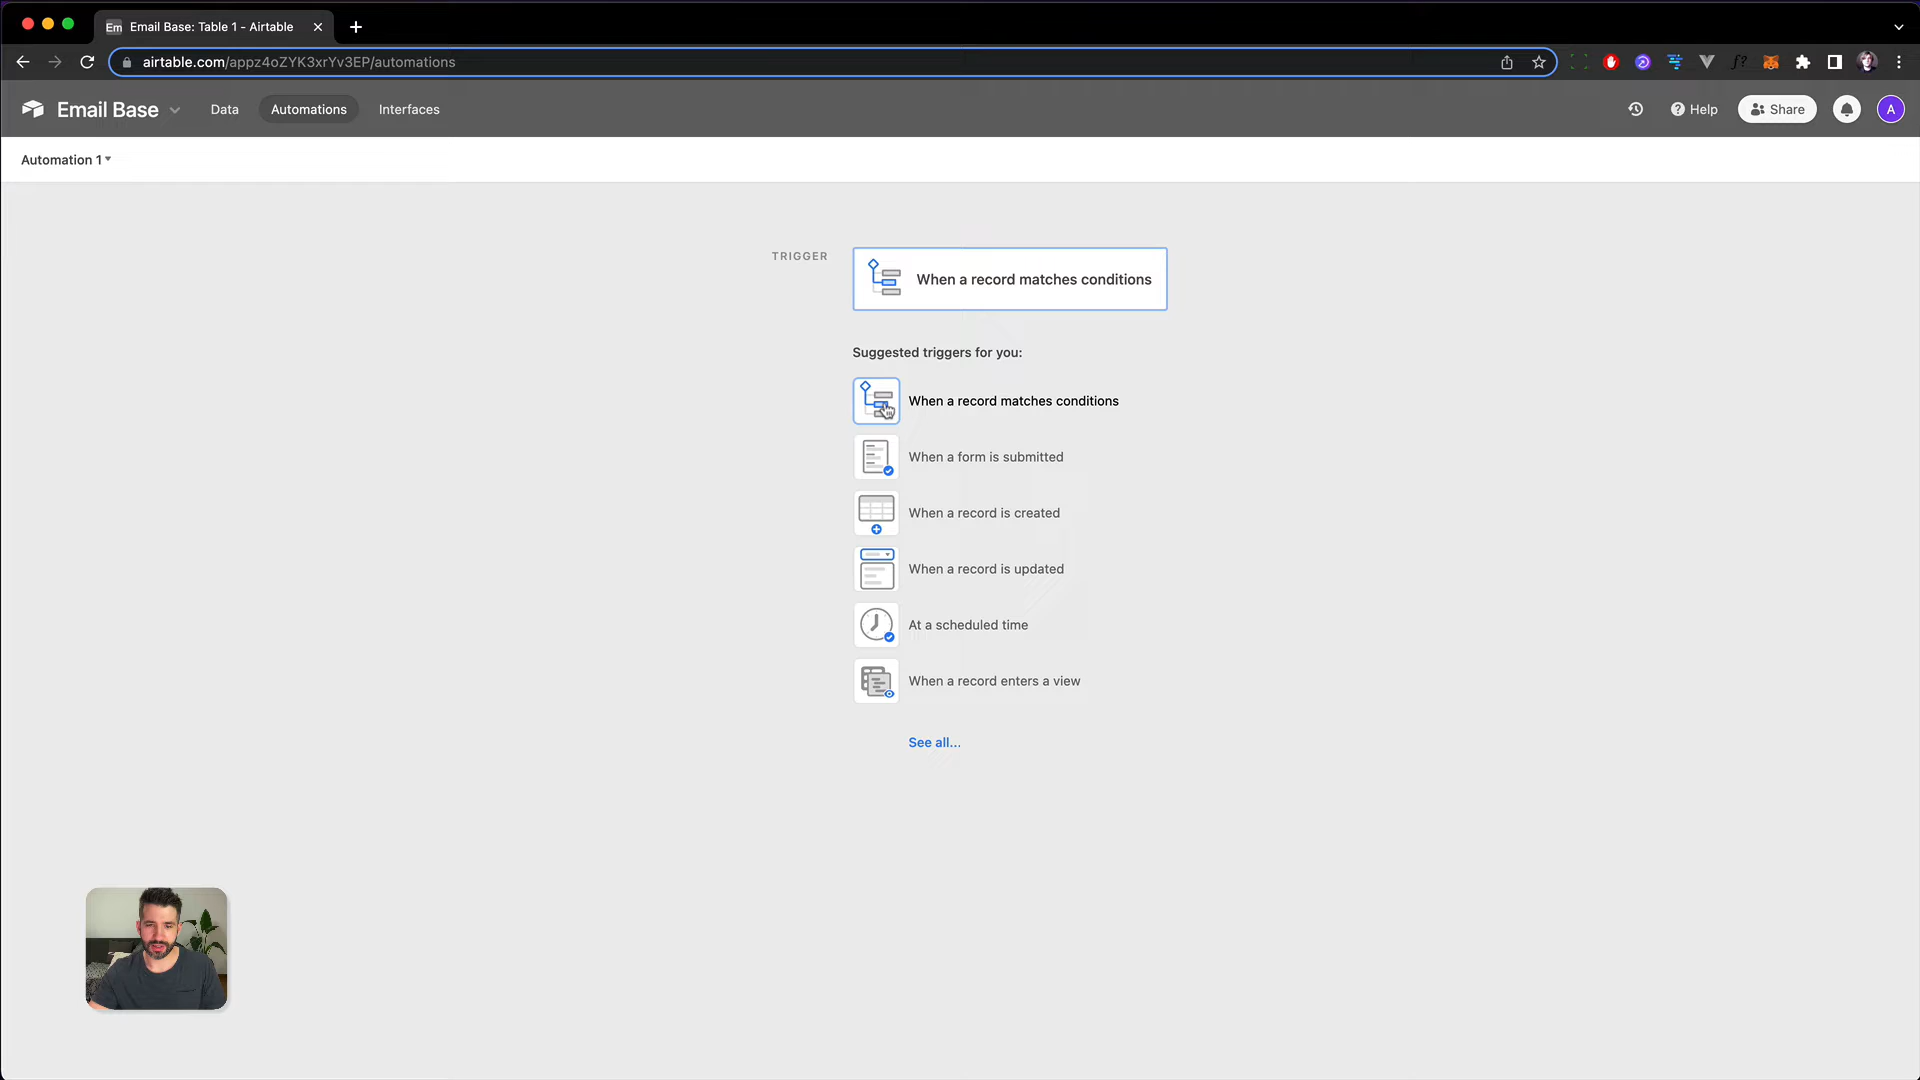 Em Email Base: Table 1 - Airtable
airtable.com/appz4oZYK3xrYv3EP/automations
Email Base Data Automations Interfaces Help Share A
Automation 1
TRIGGER
When a record matches conditions
Suggested triggers for you:
When a record matches conditions
When a form is submitted
When a record is created
When a record is updated
At a scheduled time
When a record enters a view
See all...